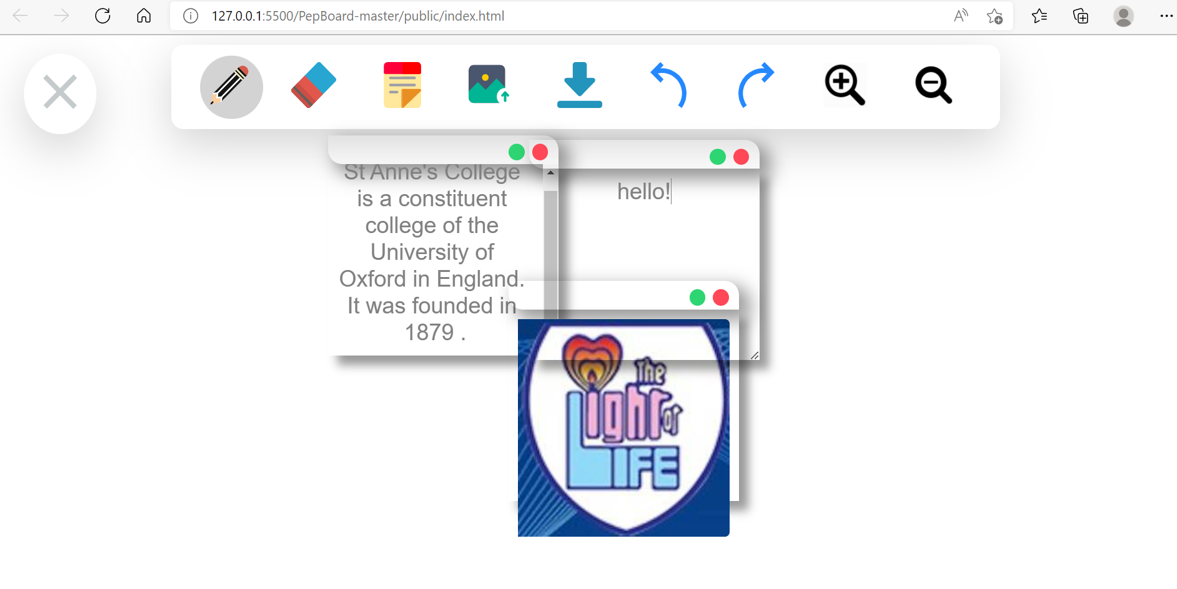 127.0.0.1:5500/PepBoard-master/public/index.html
St Anne's College
is a constituent
college of the
University of
Oxford in England.
It was founded in
1879 .
hello!
The
Light of
LIFE